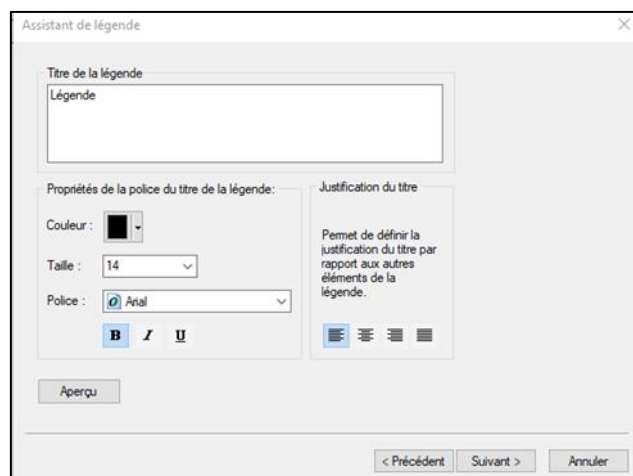 Assistant de légende
Titre de la légende
Légende
Propriétés de la police du titre de la légende:
Couleur :
Taille : 14
Police : Arial
B I U
Justification du titre
Permet de définir la
justification du titre par
rapport aux autres
éléments de la
légende.
Aperçu
< Précédent Suivant > Annuler